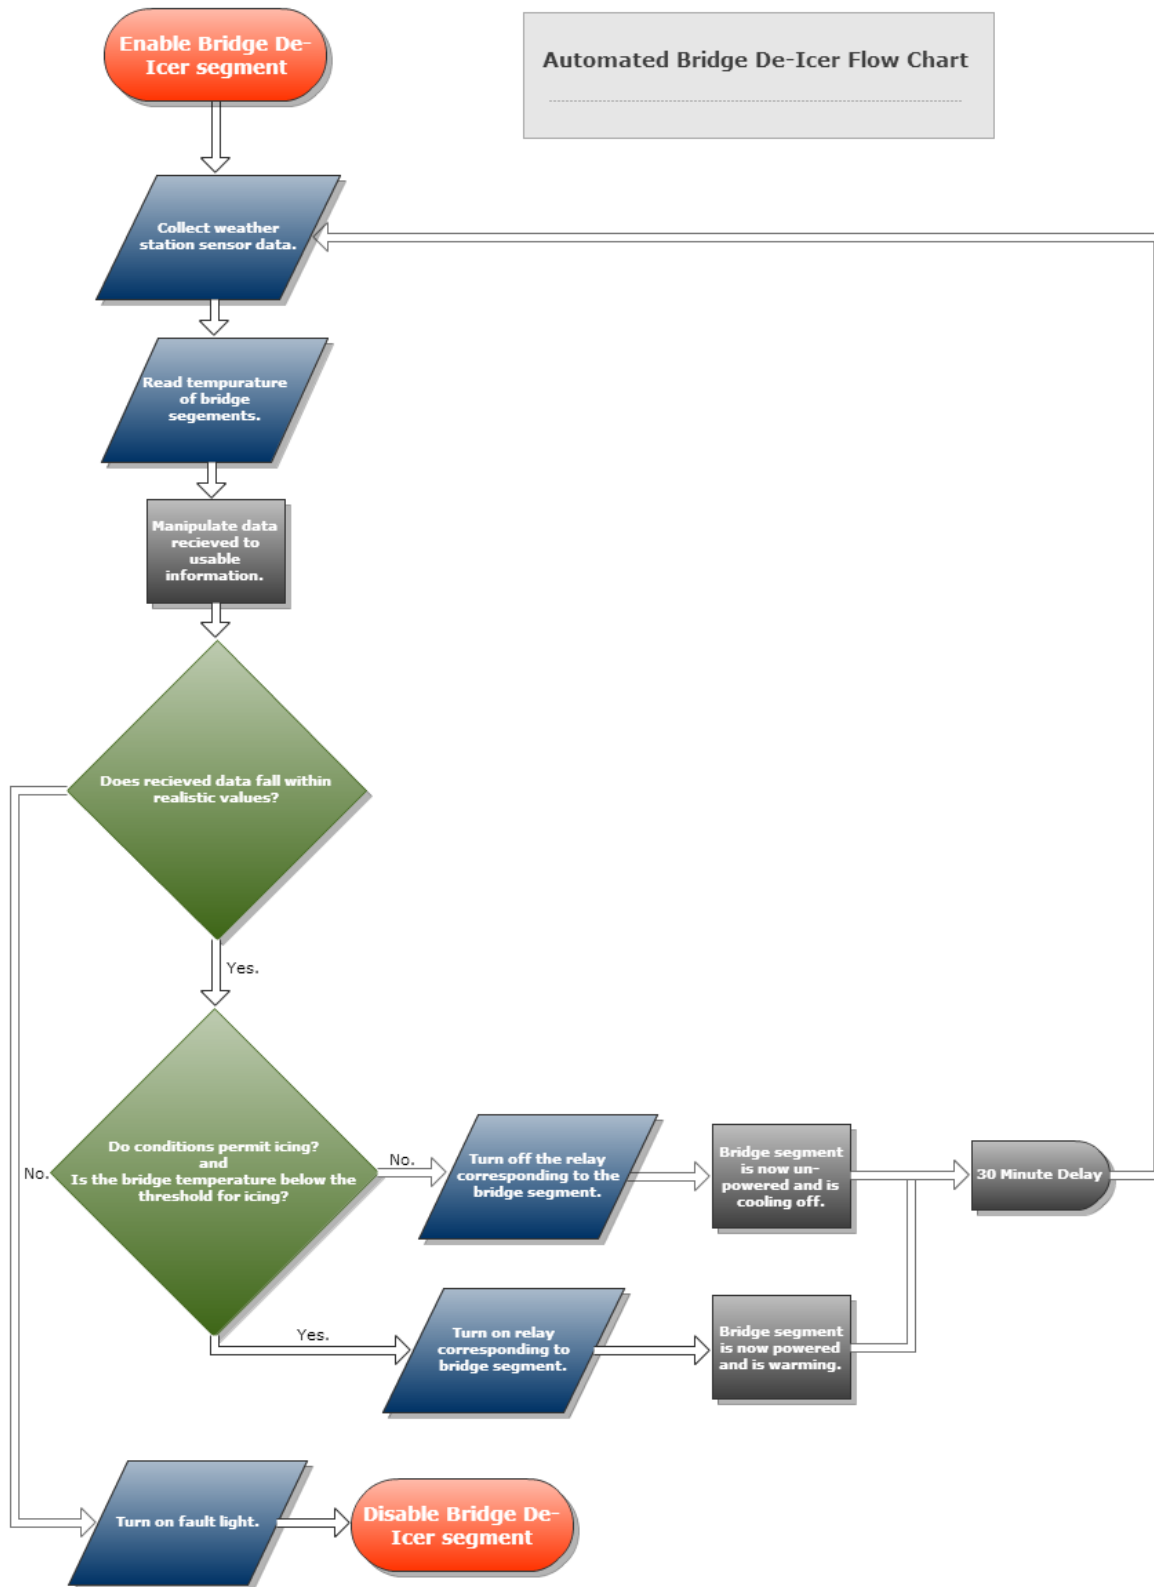 Enable Bridge De-
Icer segment
Automated Bridge De-Icer Flow Chart
Collect weather
station sensor data.
Read tempurature
of bridge
segements.
Manipulate data
recieved to
usable
information.
Does recieved data fall within
realistic values?
Yes.
No.
Do conditions permit icing?
and
Is the bridge temperature below the
threshold for icing?
No.
Turn off the relay
corresponding to the
bridge segment.
Bridge segment
is now un-
powered and is
cooling off.
30 Minute Delay
Yes.
Turn on relay
corresponding to
bridge segment.
Bridge segment
is now powered
and is warming.
Turn on fault light.
Disable Bridge De-
Icer segment